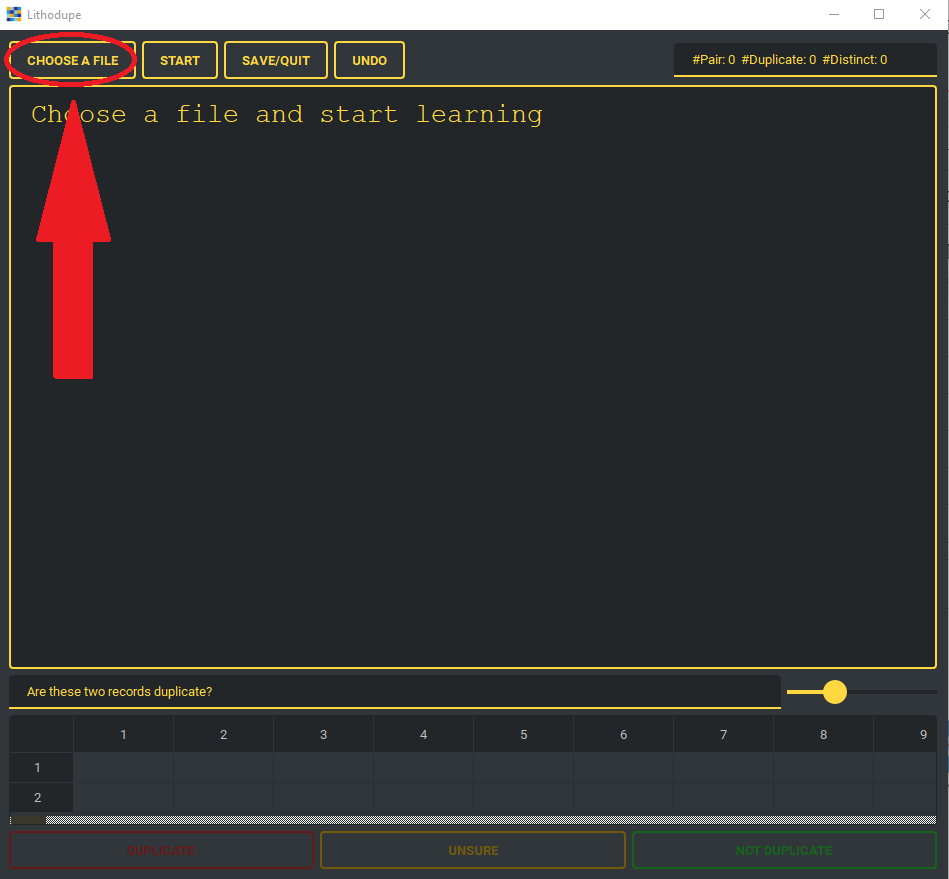 Lithodupe
CHOOSE A FILE START SAVE/QUIT UNDO #Pair: 0 #Duplicate: 0 #Distinct: 0
Choose a file and start learning
Are these two records duplicate?
1 2 3 4 5 6 7 8 9
1
2
DUPLICATE UNSURE NOT DUPLICATE